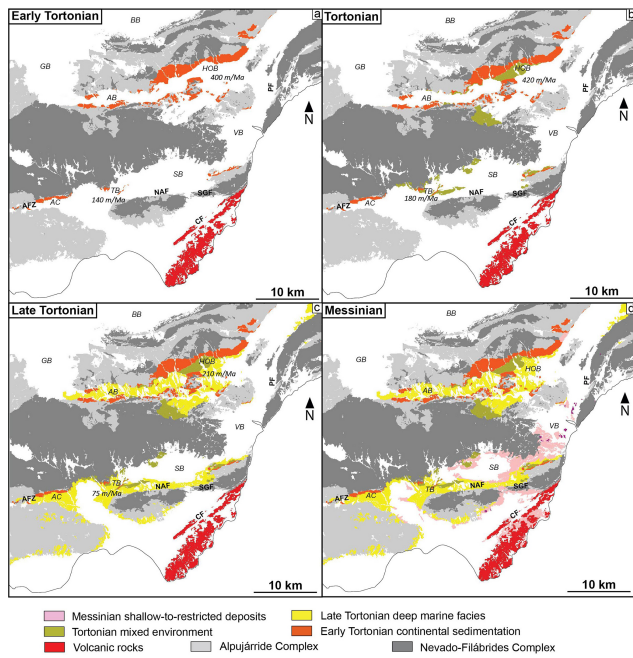 Early Tortonian
a
BB
GB
HOB
400 m/Ma
PF
AB
N
VB
SB
TB
NAF
SGF
140 m/Ma
AFZ
AC
CF
10 km
Tortonian
b
BB
GB
HOB
420 m/Ma
PF
AB
N
VB
SB
TB
NAF
SGF
180 m/Ma
AFZ
AC
CF
10 km
Late Tortonian
c
BB
GB
HOB
210 m/Ma
PF
AB
N
VB
SB
TB
NAF
SGF
75 m/Ma
AFZ
AC
CF
10 km
Messinian
d
BB
GB
HOB
PF
AB
N
VB
SB
TB
NAF
SGF
AFZ
AC
CF
10 km
Messinian shallow-to-restricted deposits
Late Tortonian deep marine facies
Tortonian mixed environment
Early Tortonian continental sedimentation
Volcanic rocks
Alpujárride Complex
Nevado-Filábrides Complex